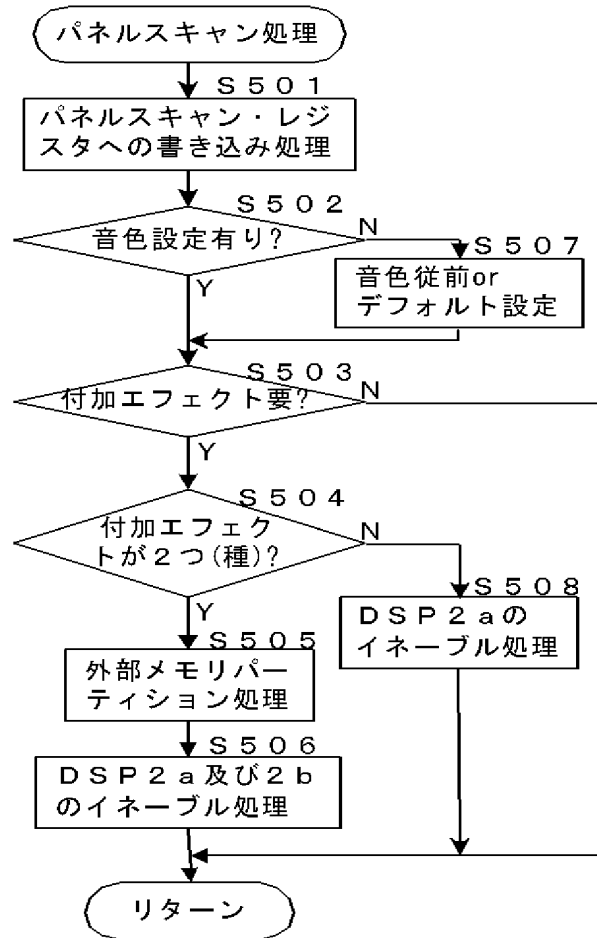 パネルスキャン処理
S501
パネルスキャン・レジ
スタへの書き込み処理
S502
音色設定有り?
N
Y
S507
音色従前or
デフォルト設定
S503
付加エフェクト要?
N
Y
S504
付加エフェク
トが2つ(種)?
N
Y
S508
DSP2aの
イネーブル処理
S505
外部メモリパー
ティション処理
S506
DSP2a及び2b
のイネーブル処理
リターン